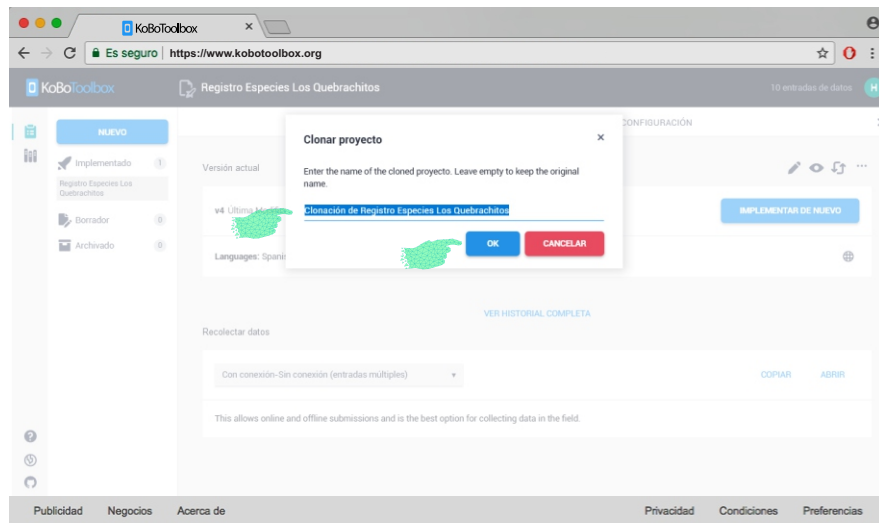 KoBoToolbox
Es seguro https://www.kobotoolbox.org
KoBoToolbox Registro Especies Los Quebrachitos 10 entradas de datos H
NUEVO
CONFIGURACIÓN
Clonar proyecto
Enter the name of the cloned proyecto. Leave empty to keep the original
name.
Clonación de Registro Especies Los Quebrachitos
OK CANCELAR
Implementado 1
Registro Especies Los
Quebrachitos
Borrador 0
Archivado 0
Versión actual
v4 Última
IMPLEMENTAR DE NUEVO
Languages: Spani
VER HISTORIAL COMPLETA
Recolectar datos
Con conexión-Sin conexión (entradas múltiples)
COPIAR ABRIR
This allows online and offline submissions and is the best option for collecting data in the field.
Publicidad Negocios Acerca de Privacidad Condiciones Preferencias